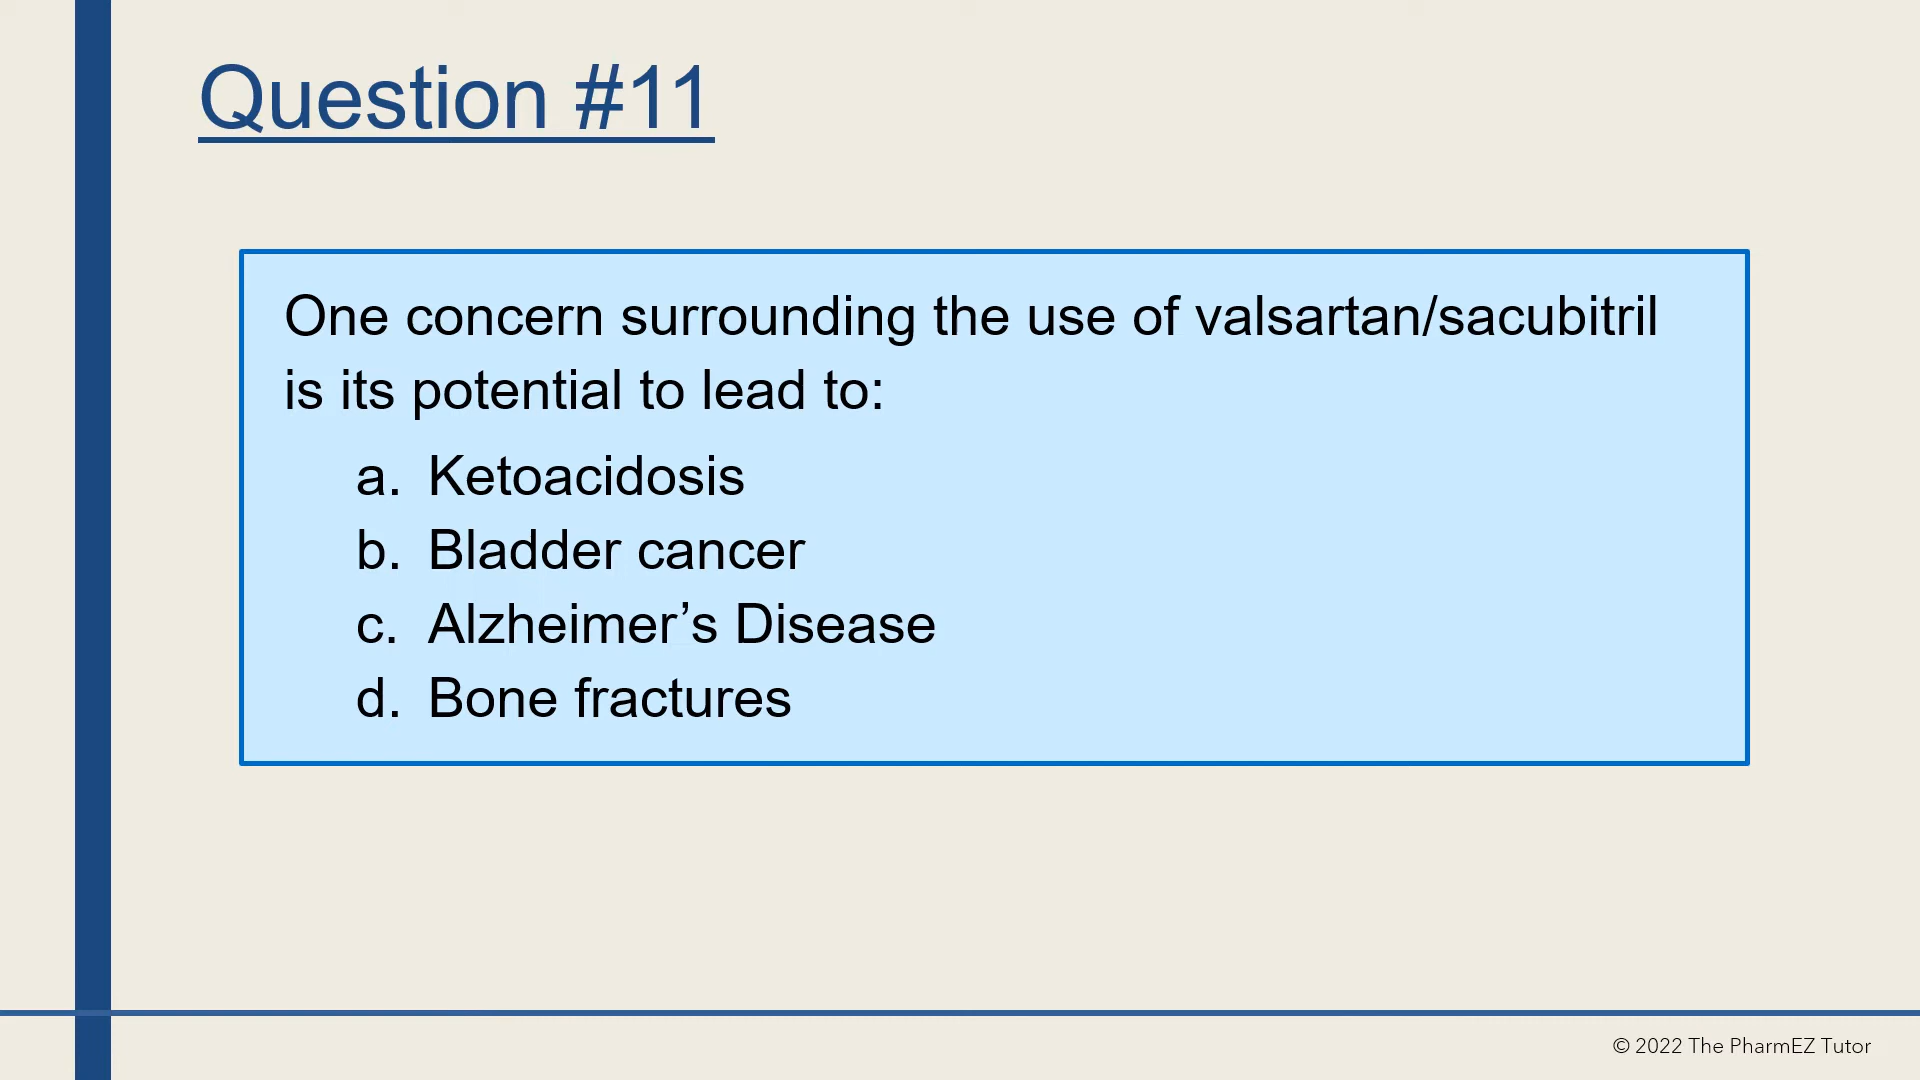 Question #11
One concern surrounding the use of valsartan/sacubitril
is its potential to lead to:
a. Ketoacidosis
b. Bladder cancer
c. Alzheimer’s Disease
d. Bone fractures
© 2022 The PharmEZ Tutor